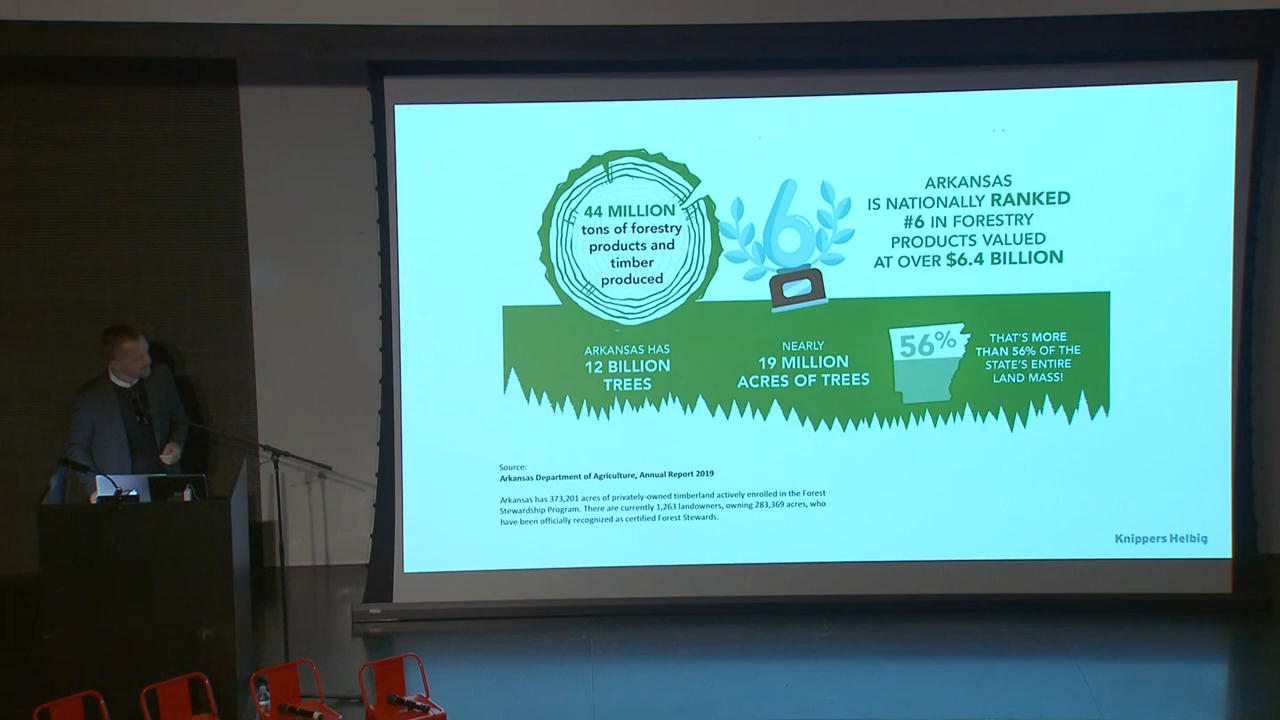 44 MILLION
tons of forestry
products and
timber
produced
6
ARKANSAS
IS NATIONALLY RANKED
#6 IN FORESTRY
PRODUCTS VALUED
AT OVER $6.4 BILLION
ARKANSAS HAS
12 BILLION
TREES
NEARLY
19 MILLION
ACRES OF TREES
56%
THAT'S MORE
THAN 56% OF THE
STATE'S ENTIRE
LAND MASS!
Source:
Arkansas Department of Agriculture, Annual Report 2019
Arkansas has 373,201 acres of privately-owned timberland actively enrolled in the Forest
Stewardship Program. There are currently 1,263 landowners, owning 283,369 acres, who
have been officially recognized as certified Forest Stewards.
Knippers Helbig